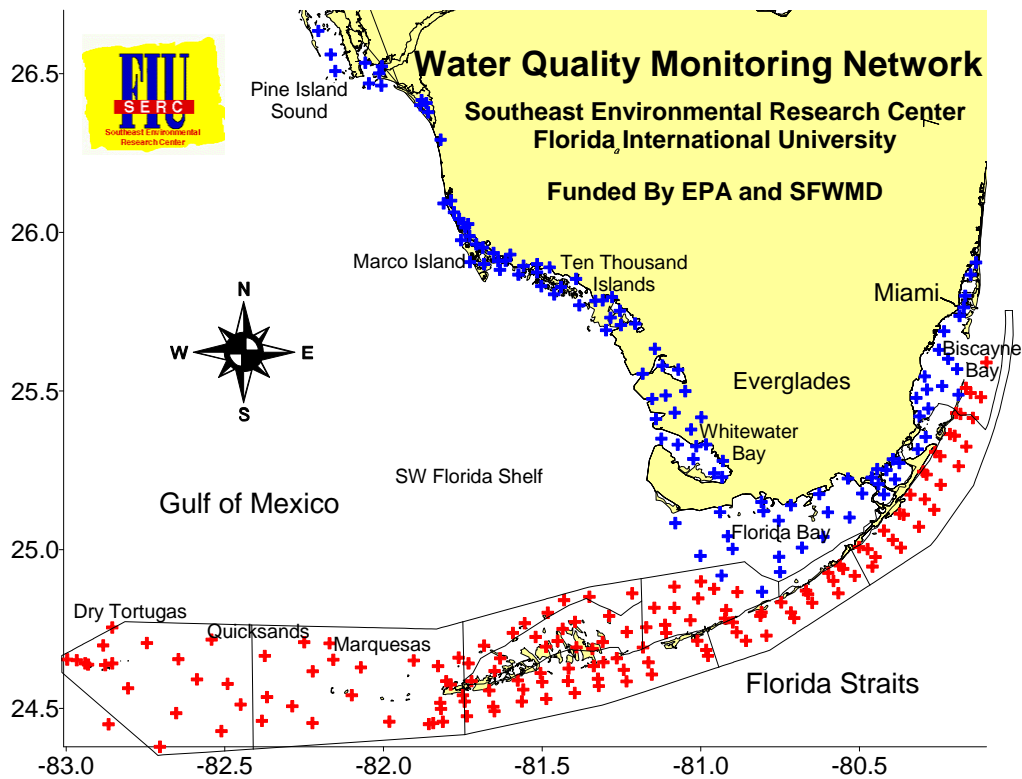 Water Quality Monitoring Network
Southeast Environmental Research Center
Florida International University
Funded By EPA and SFWMD
FIU
SERC
Southeast Environmental
Research Center
Pine Island
Sound
Marco Island
Ten Thousand
Islands
Miami
Biscayne
Bay
Everglades
Whitewater
Bay
SW Florida Shelf
Gulf of Mexico
Florida Bay
Dry Tortugas
Quicksands
Marquesas
Florida Straits
N
W
E
S
26.5
26.0
25.5
25.0
24.5
-83.0
-82.5
-82.0
-81.5
-81.0
-80.5